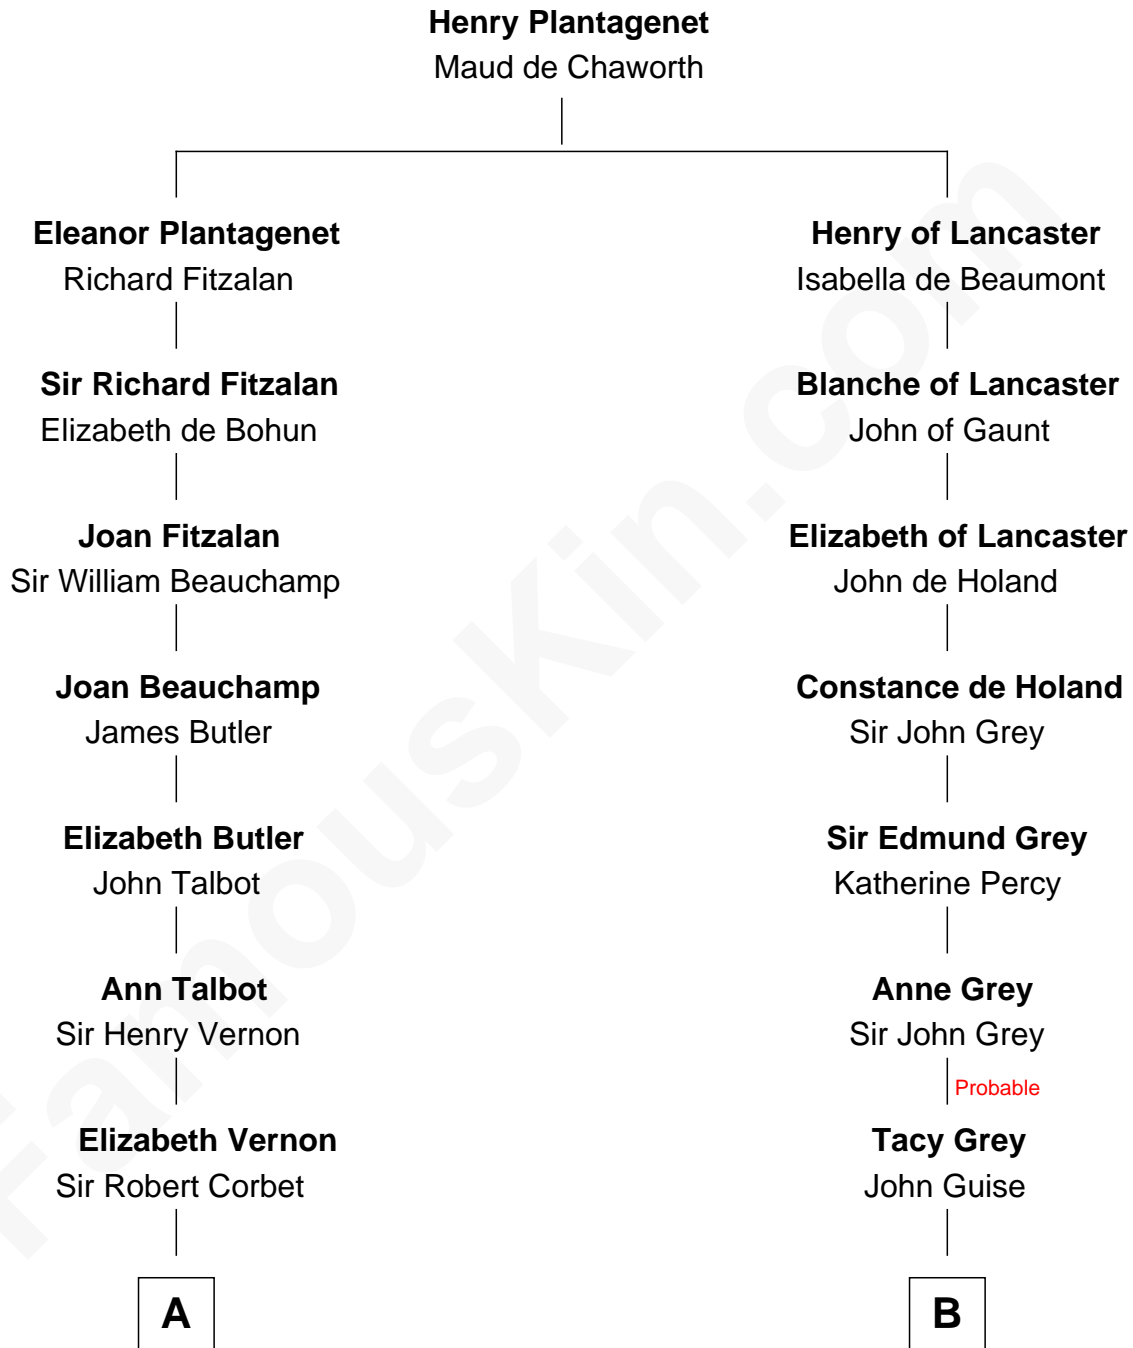 Henry Plantagenet
Maud de Chaworth
Eleanor Plantagenet
Richard Fitzalan
Henry of Lancaster
Isabella de Beaumont
Sir Richard Fitzalan
Elizabeth de Bohun
Blanche of Lancaster
John of Gaunt
Joan Fitzalan
Sir William Beauchamp
Elizabeth of Lancaster
John de Holand
Joan Beauchamp
James Butler
Constance de Holand
Sir John Grey
Elizabeth Butler
John Talbot
Sir Edmund Grey
Katherine Percy
Ann Talbot
Sir Henry Vernon
Anne Grey
Sir John Grey
Probable
Elizabeth Vernon
Sir Robert Corbet
Tacy Grey
John Guise
A
B
FamousKin.com